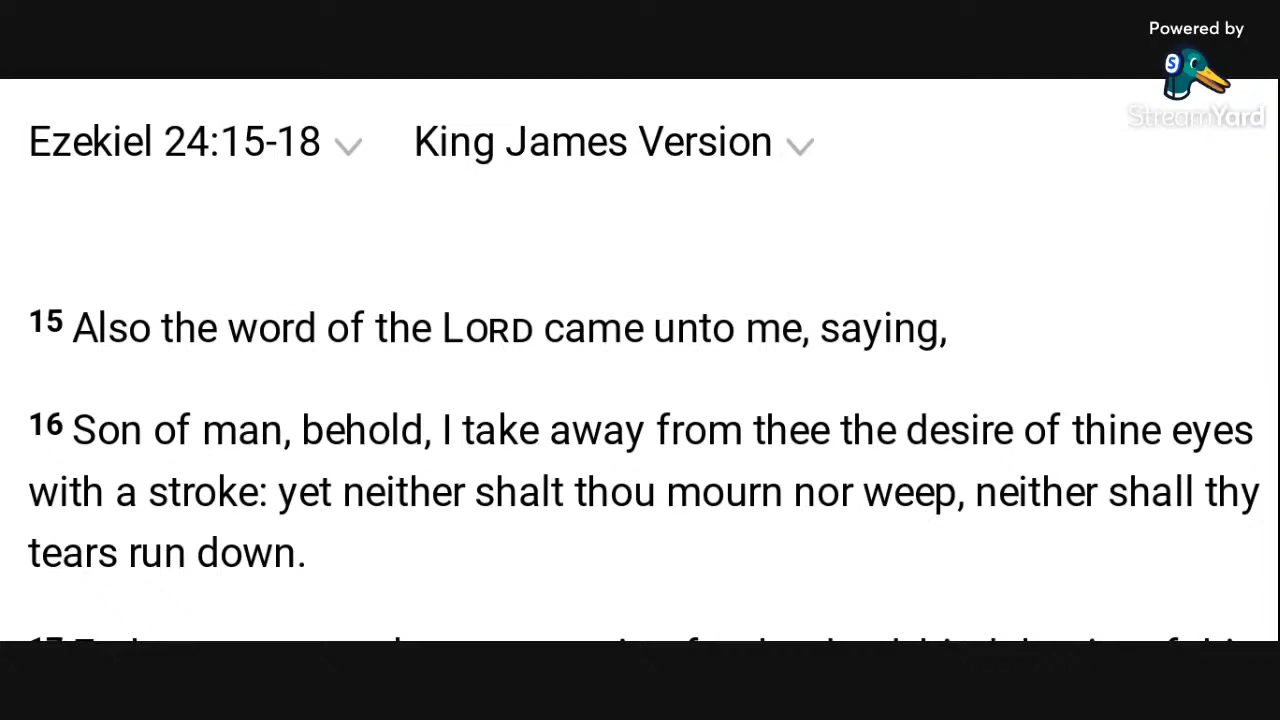 Powered by
StreamYard
Ezekiel 24:15-18 King James Version
15 Also the word of the LORD came unto me, saying,
16 Son of man, behold, I take away from thee the desire of thine eyes
with a stroke: yet neither shalt thou mourn nor weep, neither shall thy
tears run down.